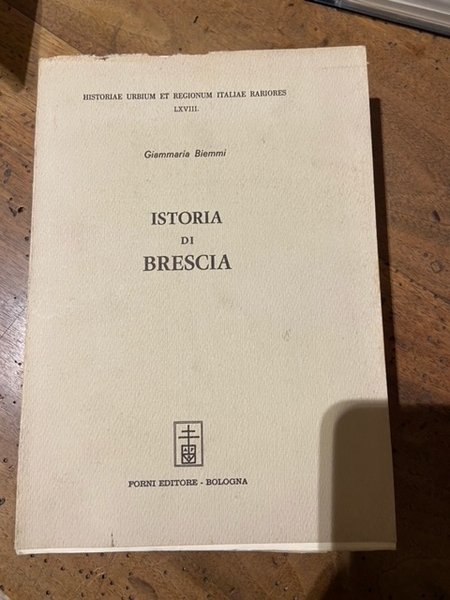 HISTORIAE URBIUM ET REGIONUM ITALIAE RARIORES
LXVIII.
Giammaria Biemmi
ISTORIA
DI
BRESCIA
FORNI EDITORE - BOLOGNA